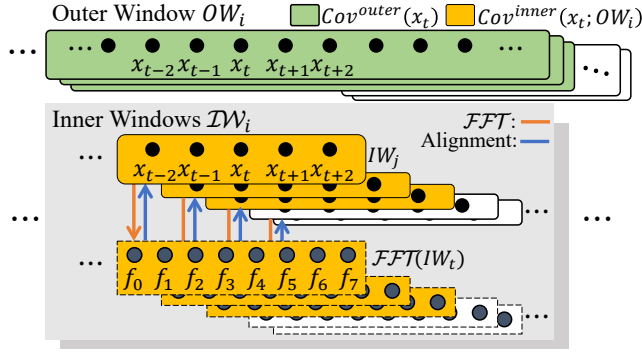 Outer Window OW_i Cov^{outer}(x_t) Cov^{inner}(x_t; OW_i)
... ...
x_{t-2} x_{t-1} x_t x_{t+1} x_{t+2}
...
Inner Windows 𝓘𝓦_i 𝓕𝓕𝓣:
Alignment:
... IW_j
x_{t-2} x_{t-1} x_t x_{t+1} x_{t+2}
... ... ...
... 𝓕𝓕𝓣(IW_t)
f_0 f_1 f_2 f_3 f_4 f_5 f_6 f_7
...